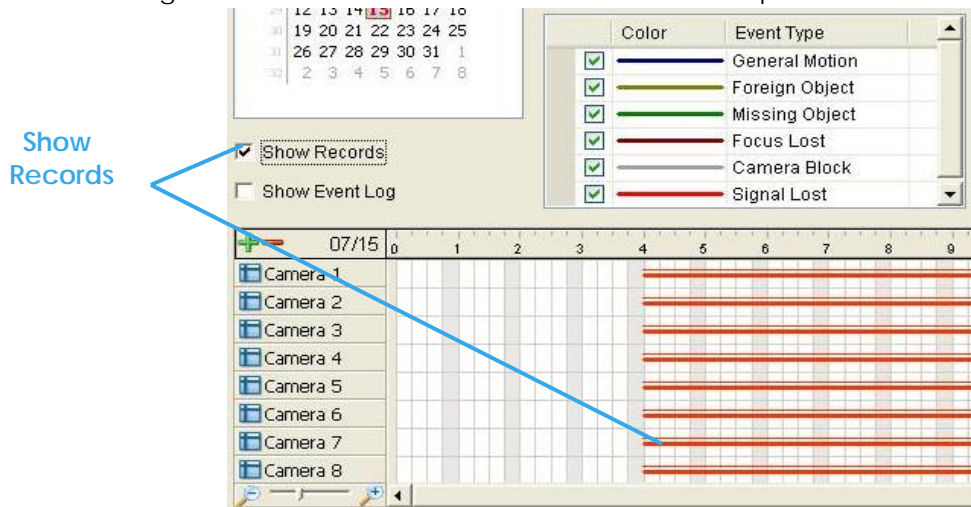 12 13 14 15 16 17 18
30 19 20 21 22 23 24 25
31 26 27 28 29 30 31 1
32 2 3 4 5 6 7 8
Color Event Type
General Motion
Foreign Object
Missing Object
Focus Lost
Camera Block
Signal Lost
Show
Records
Show Records
Show Event Log
07/15 0 1 2 3 4 5 6 7 8 9
Camera 1
Camera 2
Camera 3
Camera 4
Camera 5
Camera 6
Camera 7
Camera 8